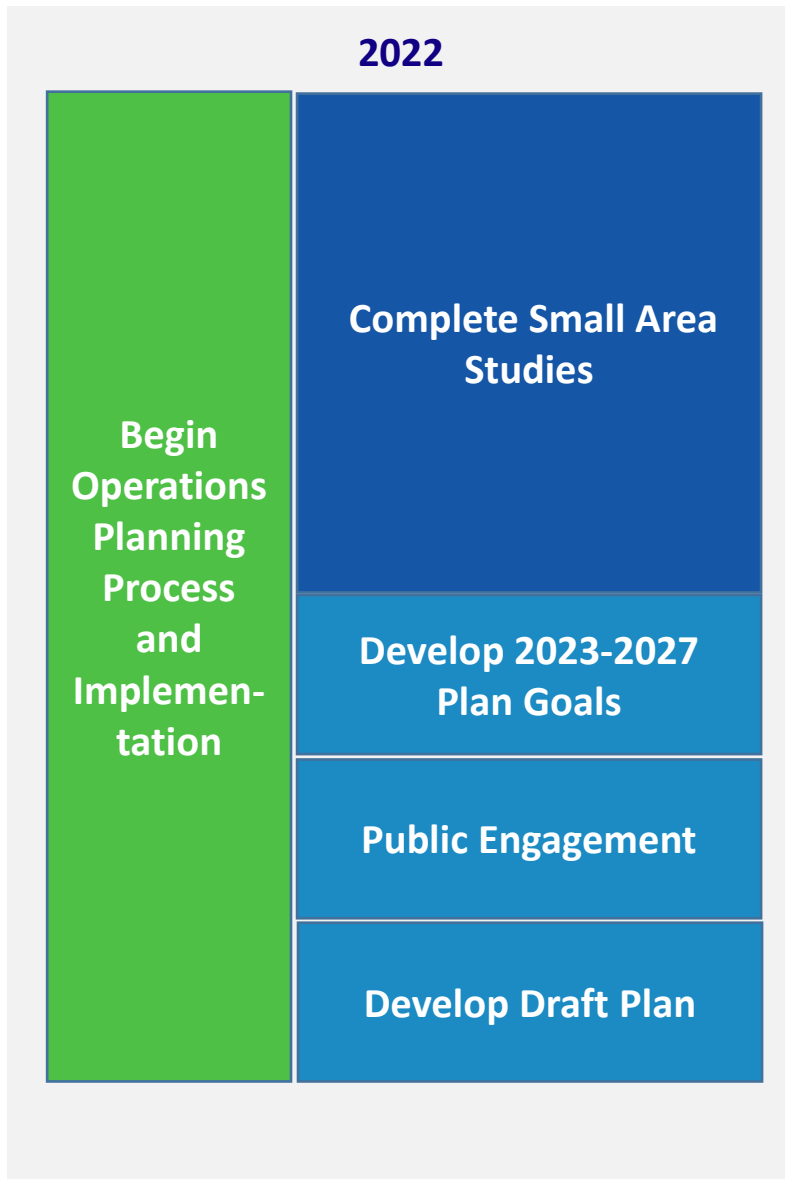 2022
Begin
Operations
Planning
Process
and
Implemen-
tation
Complete Small Area
Studies
Develop 2023-2027
Plan Goals
Public Engagement
Develop Draft Plan